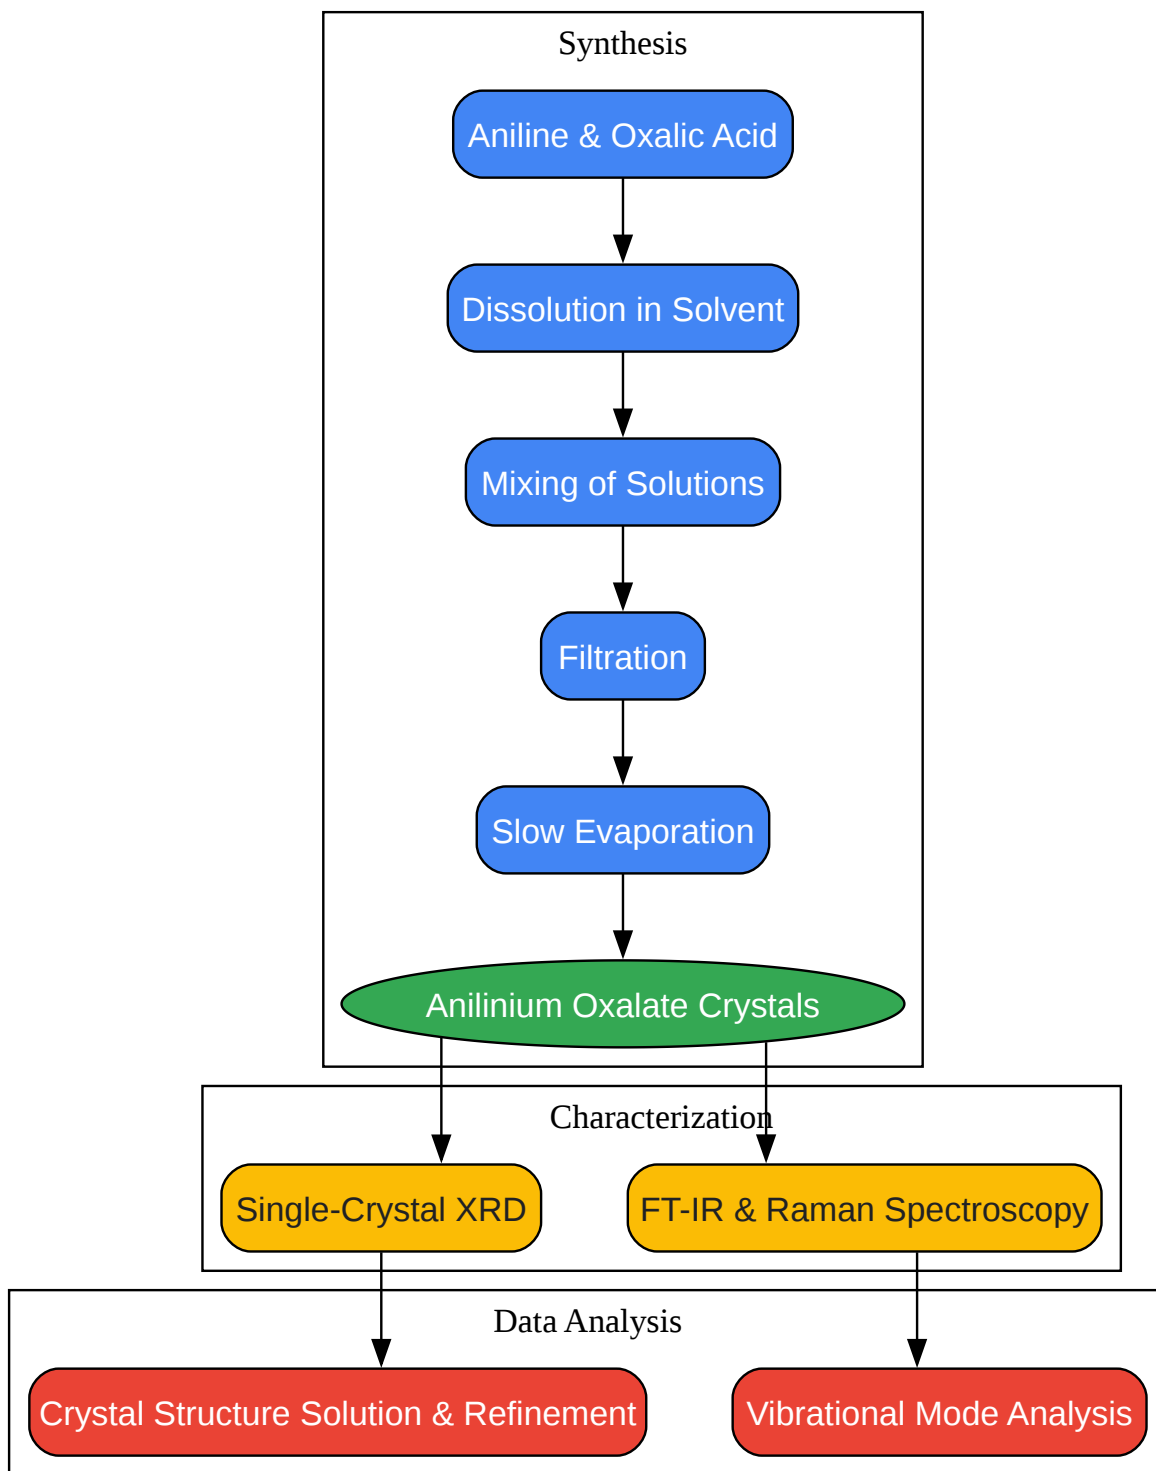 Synthesis
Aniline & Oxalic Acid
Dissolution in Solvent
Mixing of Solutions
Filtration
Slow Evaporation
Anilinium Oxalate Crystals
Characterization
Single-Crystal XRD
FT-IR & Raman Spectroscopy
Data Analysis
Crystal Structure Solution & Refinement
Vibrational Mode Analysis